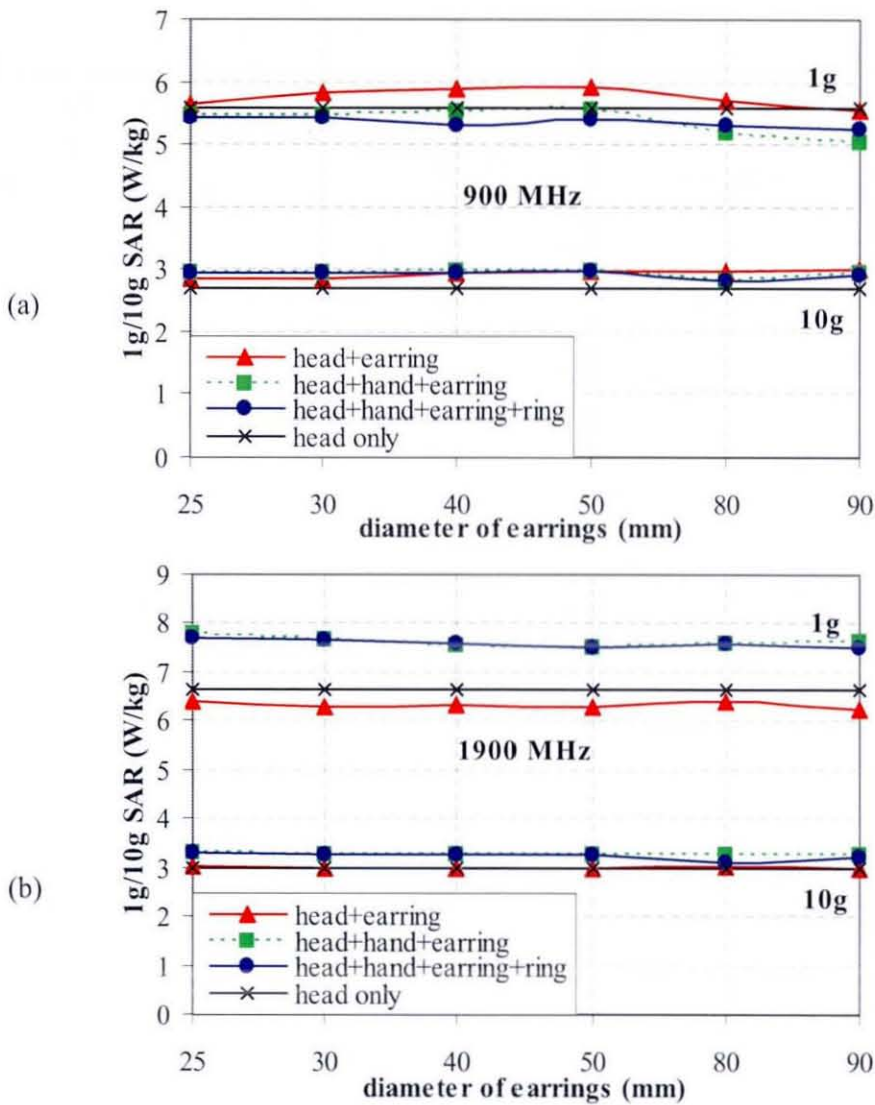 (a)
1g/10g SAR (W/kg)
7
6
5
4
3
2
1
0
1g
900 MHz
10g
head+earring
head+hand+earring
head+hand+earring+ring
head only
25 30 40 50 80 90
diameter of earrings (mm)
(b)
1g/10g SAR (W/kg)
9
8
7
6
5
4
3
2
1
0
1g
1900 MHz
10g
head+earring
head+hand+earring
head+hand+earring+ring
head only
25 30 40 50 80 90
diameter of earrings (mm)